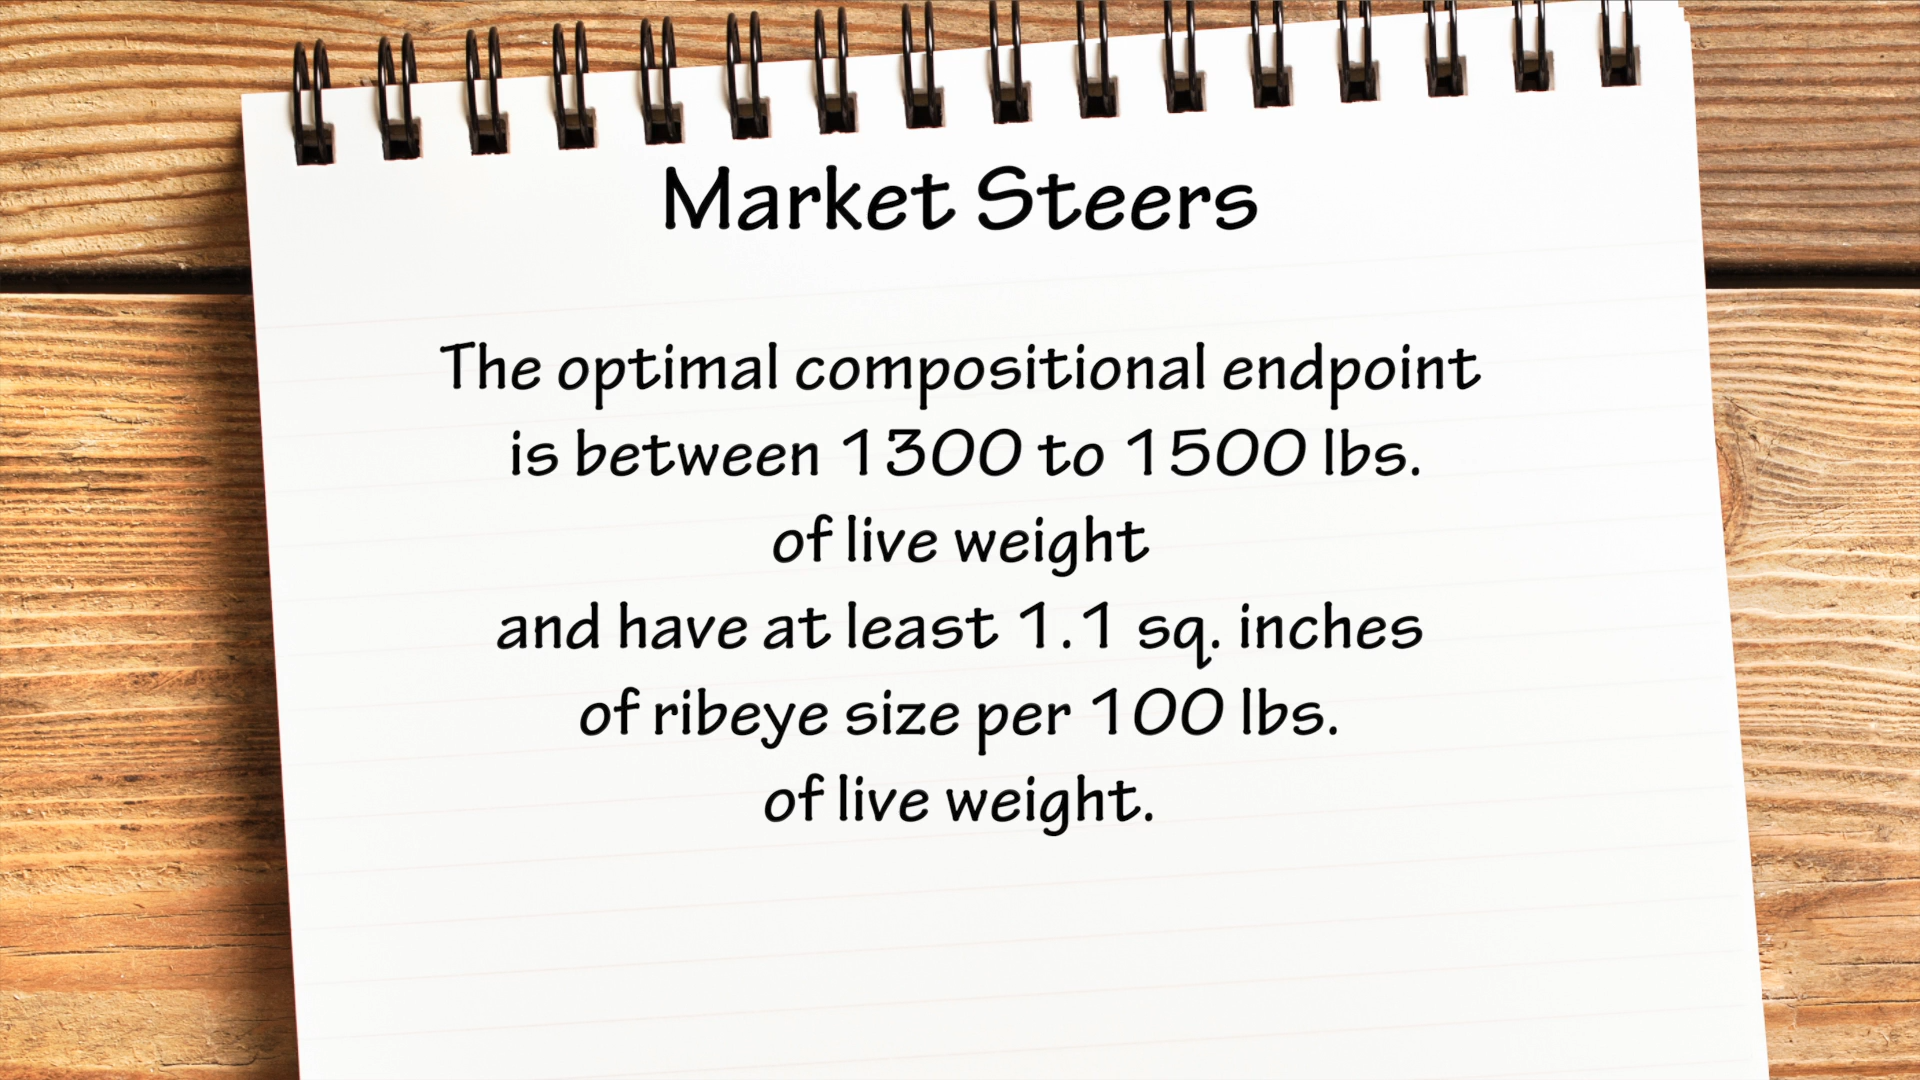 Market Steers
The optimal compositional endpoint
is between 1300 to 1500 lbs.
of live weight
and have at least 1.1 sq. inches
of ribeye size per 100 lbs.
of live weight.